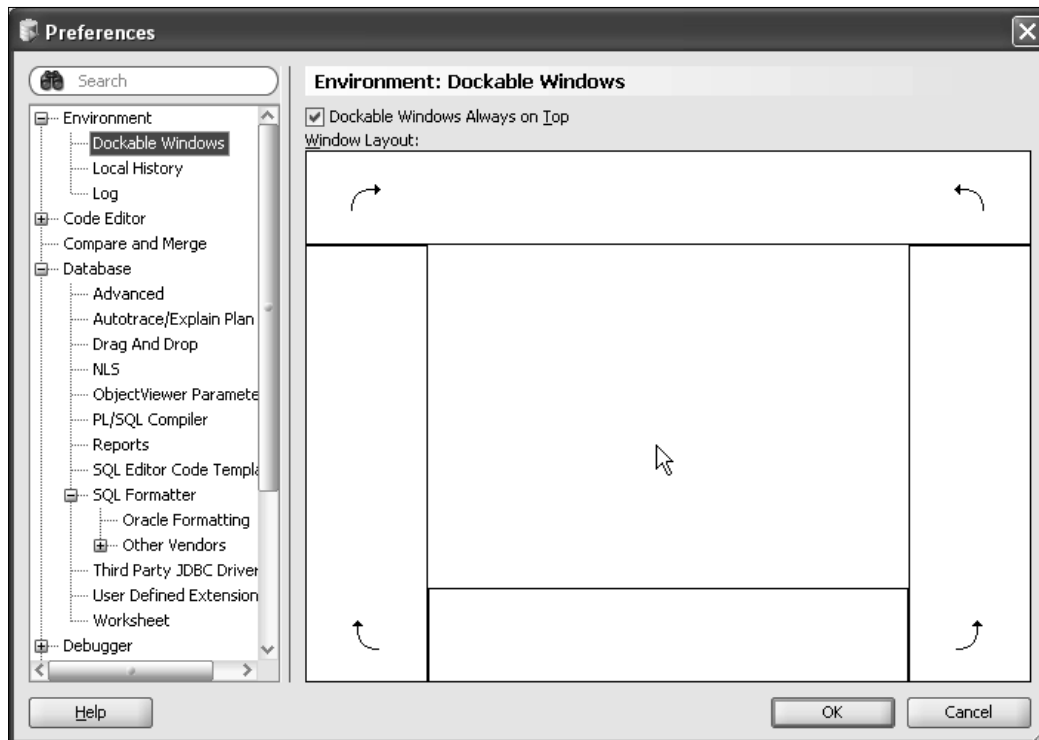 Preferences
Search
Environment
Dockable Windows
Local History
Log
Code Editor
Compare and Merge
Database
Advanced
Autotrace/Explain Plan
Drag And Drop
NLS
ObjectViewer Paramete
PL/SQL Compiler
Reports
SQL Editor Code Templa
SQL Formatter
Oracle Formatting
Other Vendors
Third Party JDBC Driver
User Defined Extension
Worksheet
Debugger
Environment: Dockable Windows
Dockable Windows Always on Top
Window Layout:
Help
OK
Cancel